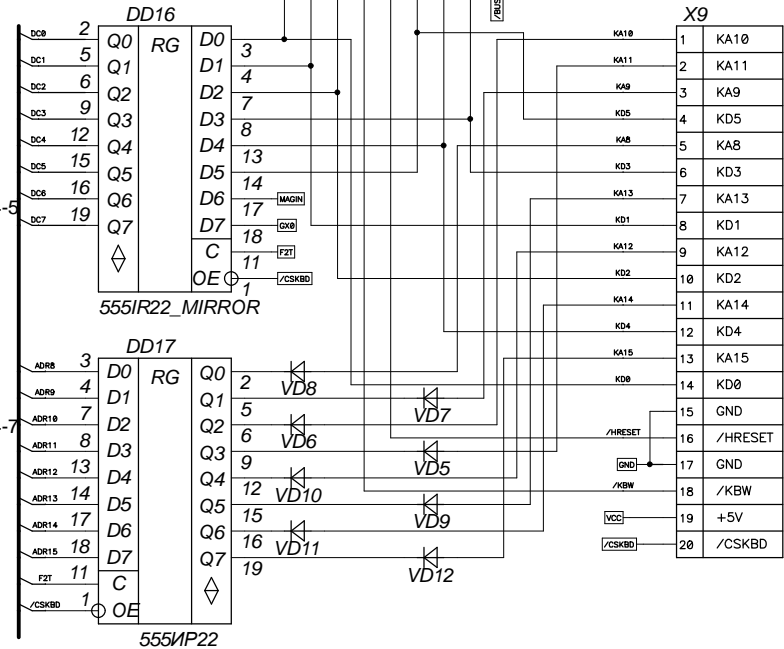 DD16
X9
/BUS
DC0 2 Q0 RG D0 3
DC1 5 Q1 D1 4
DC2 6 Q2 D2 7
DC3 9 Q3 D3 8
DC4 12 Q4 D4 13
DC5 15 Q5 D5 14
DC6 16 Q6 D6 17 MAGIN
DC7 19 Q7 D7 18 GX0
C 11 F2T
OE 1 /CSKBD
555IR22_MIRROR
-5
DD17
ADR8 3 D0 RG Q0 2 VD8
ADR9 4 D1 Q1 5 VD7
ADR10 7 D2 Q2 6 VD6
ADR11 8 D3 Q3 9 VD5
ADR12 13 D4 Q4 12 VD10
ADR13 14 D5 Q5 15 VD9
ADR14 17 D6 Q6 16 VD11
ADR15 18 D7 Q7 19 VD12
F2T 11 C
/CSKBD 1 OE
555ИР22
-7
KA10 1 KA10
KA11 2 KA11
KA9 3 KA9
KD5 4 KD5
KA8 5 KA8
KD3 6 KD3
KA13 7 KA13
KD1 8 KD1
KA12 9 KA12
KD2 10 KD2
KA14 11 KA14
KD4 12 KD4
KA15 13 KA15
KD0 14 KD0
15 GND
/HRESET 16 /HRESET
GND 17 GND
/KBW 18 /KBW
VCC 19 +5V
/CSKBD 20 /CSKBD